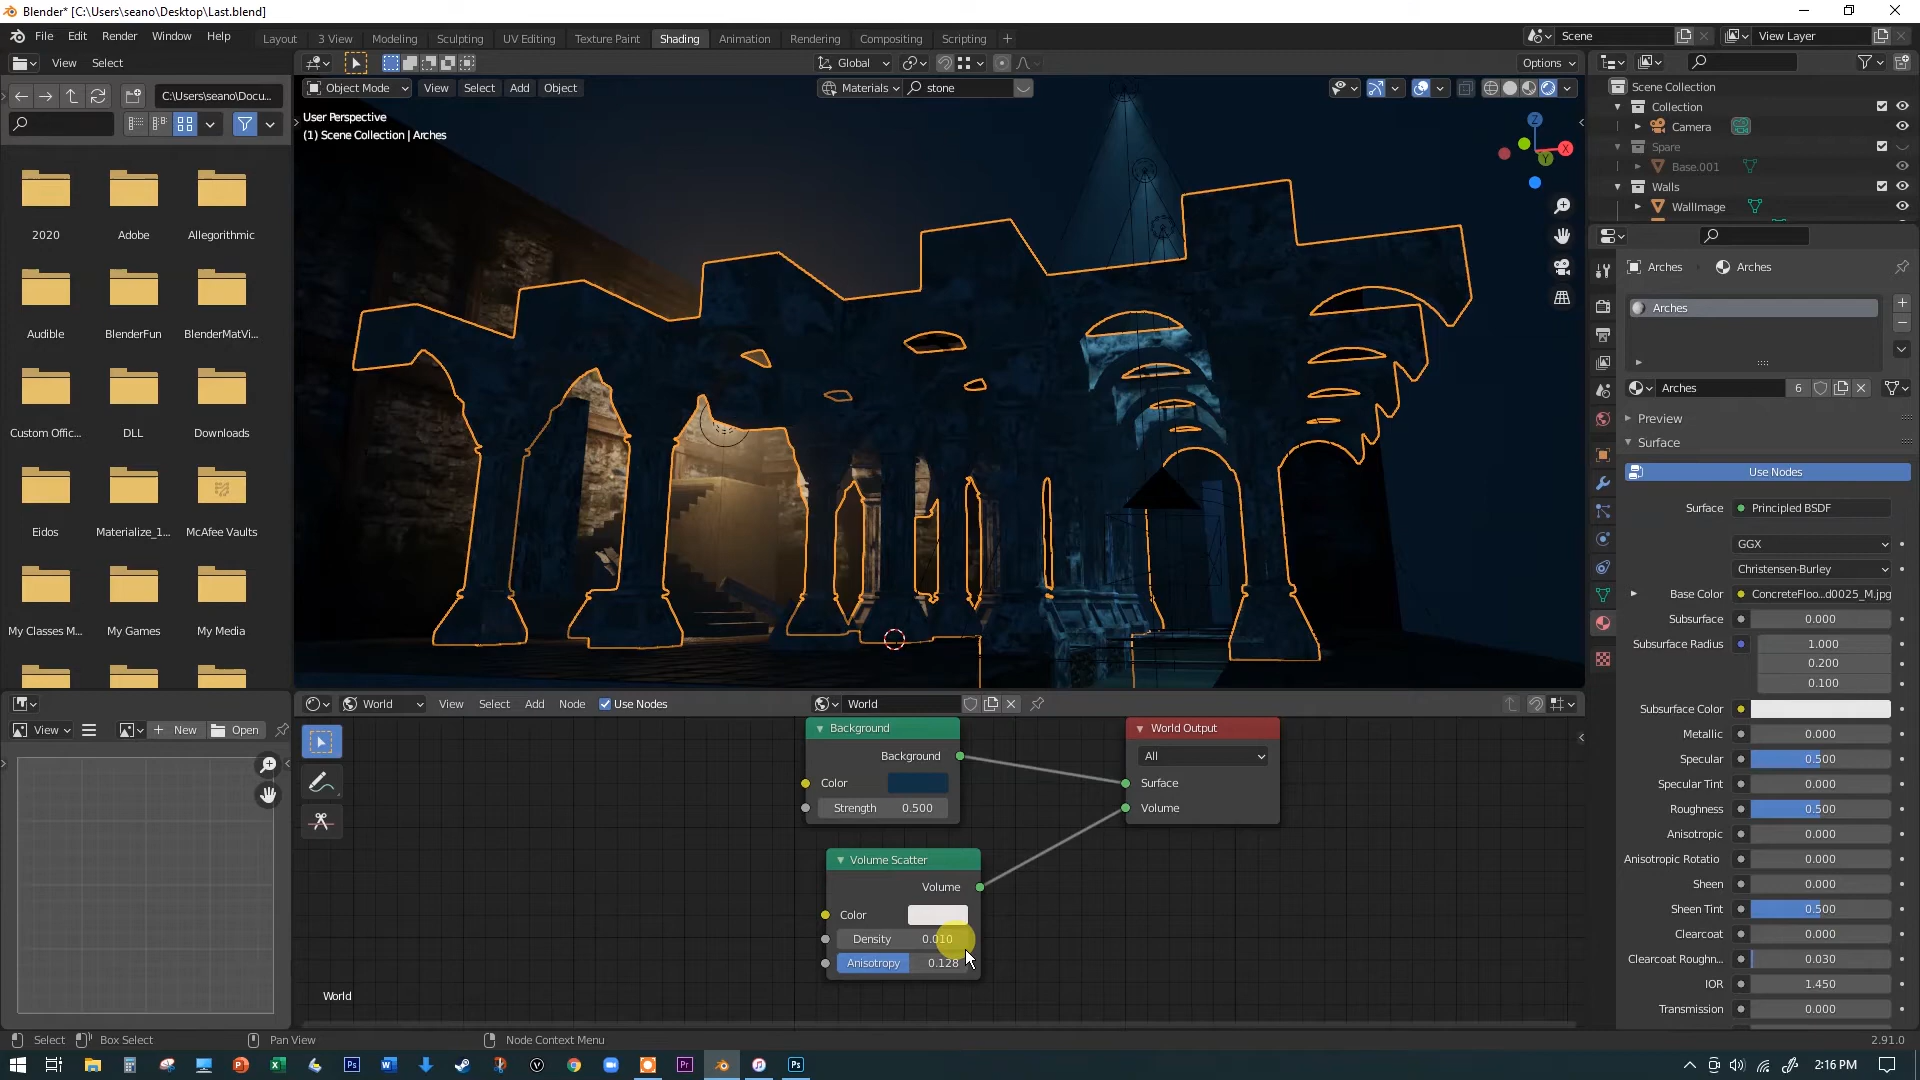 Blender* [C:\Users\seano\Desktop\Last.blend]
File Edit Render Window Help
Layout 3 View Modeling Sculpting UV Editing Texture Paint Shading Animation Rendering Compositing Scripting +
Scene View Layer
View Select
Global
Options
C:\Users\seano\Docu...
Object Mode View Select Add Object
Materials stone
User Perspective
(1) Scene Collection | Arches
Z
X
Y
2020 Adobe Allegorithmic
Audible BlenderFun BlenderMatVi...
Custom Offic... DLL Downloads
Eidos Materialize_1... McAfee Vaults
My Classes M... My Games My Media
Scene Collection
Collection
Camera
Spare
Base.001
Walls
WallImage
Arches Arches
Arches
Arches 6
Preview
Surface
Use Nodes
Surface Principled BSDF
GGX
Christensen-Burley
Base Color ConcreteFloo...d0025_M.jpg
Subsurface 0.000
Subsurface Radius 1.000
0.200
0.100
Subsurface Color
Metallic 0.000
Specular 0.500
Specular Tint 0.000
Roughness 0.500
Anisotropic 0.000
Anisotropic Rotatio 0.000
Sheen 0.000
Sheen Tint 0.500
Clearcoat 0.000
Clearcoat Roughn... 0.030
IOR 1.450
Transmission 0.000
View New Open
World View Select Add Node Use Nodes World
Background
Background
Color
Strength 0.500
World Output
All
Surface
Volume
Volume Scatter
Volume
Color
Density 0.010
Anisotropy 0.128
World
Select Box Select Pan View Node Context Menu 2.91.0
2:16 PM